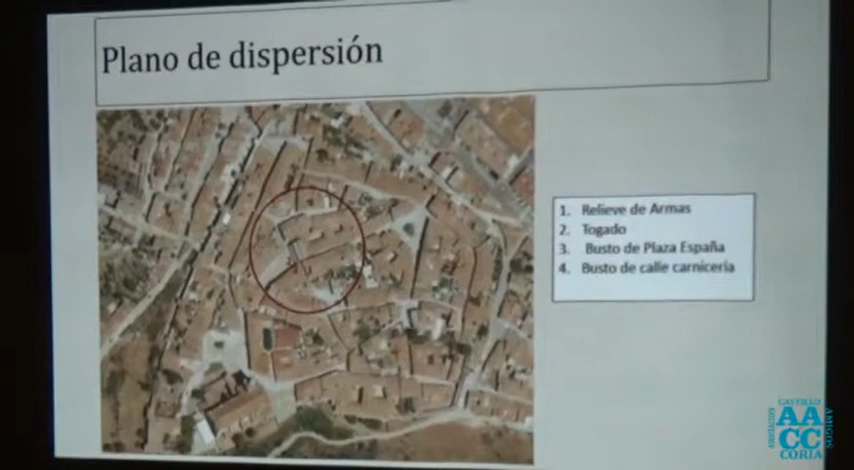 Plano de dispersión
1. Relieve de Armas
2. Togado
3. Busto de Plaza España
4. Busto de calle carnicería
CASTILLO
AMIGOS
AA
CC
CORIA